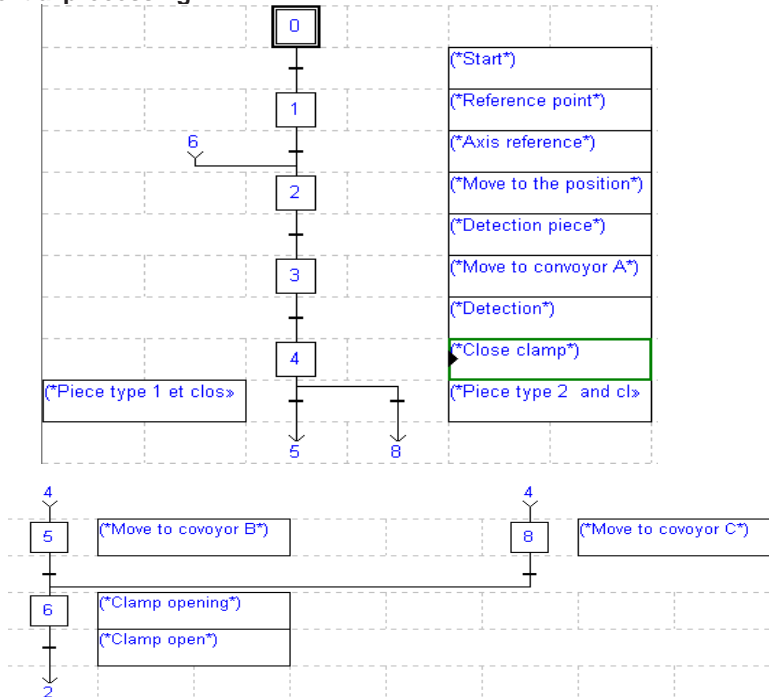 0
(*Start*)
1
(*Reference point*)
6
(*Axis reference*)
2
(*Move to the position*)
(*Detection piece*)
3
(*Move to convoyor A*)
(*Detection*)
4
(*Close clamp*)
(*Piece type 1 et clos»
(*Piece type 2 and cl»
5
8
4
4
5
(*Move to covoyor B*)
8
(*Move to covoyor C*)
6
(*Clamp opening*)
(*Clamp open*)
2